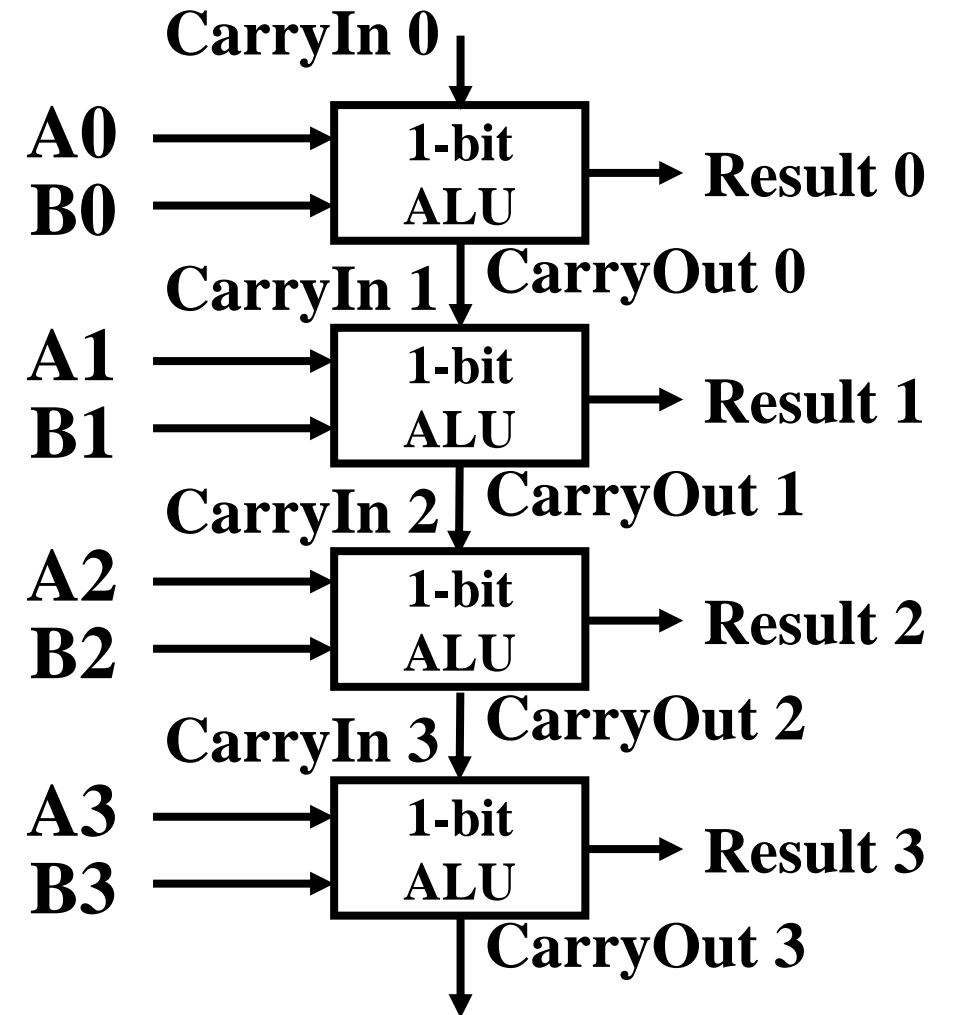 CarryIn 0
A0
1-bit
B0
ALU
Result 0
CarryIn 1
CarryOut 0
A1
1-bit
B1
ALU
Result 1
CarryIn 2
CarryOut 1
A2
1-bit
B2
ALU
Result 2
CarryIn 3
CarryOut 2
A3
1-bit
B3
ALU
Result 3
CarryOut 3